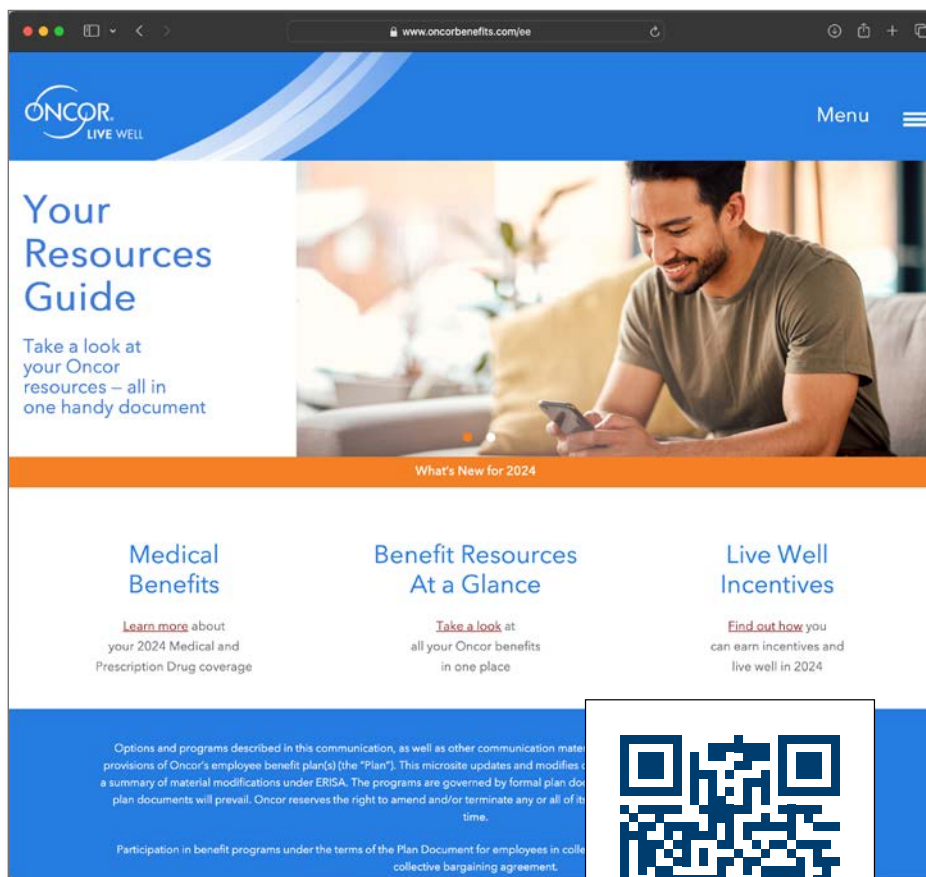 www.oncorbenefits.com/ee
ONCOR.
LIVE WELL
Menu
Your
Resources
Guide
Take a look at
your Oncor
resources – all in
one handy document
What's New for 2024
Medical
Benefits
Learn more about
your 2024 Medical and
Prescription Drug coverage
Benefit Resources
At a Glance
Take a look at
all your Oncor benefits
in one place
Live Well
Incentives
Find out how you
can earn incentives and
live well in 2024
Options and programs described in this communication, as well as other communication
provisions of Oncor's employee benefit plan(s) (the "Plan"). This microsite updates and modifies
a summary of material modifications under ERISA. The programs are governed by formal plan
plan documents will prevail. Oncor reserves the right to amend and/or terminate any or all of
time.
Participation in benefit programs under the terms of the Plan Document for employees in
collective bargaining agreement.